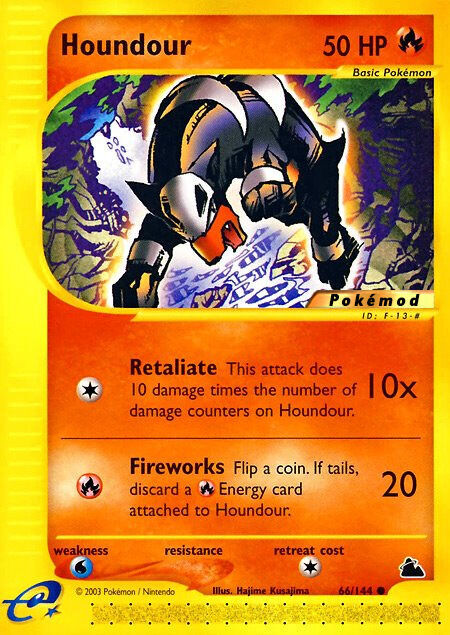 Houndour 50 HP
Basic Pokémon
Pokémod
ID: F-13-#
Retaliate This attack does
10 damage times the number of
damage counters on Houndour.
10x
Fireworks Flip a coin. If tails,
discard a Energy card
attached to Houndour.
20
weakness resistance retreat cost
© 2003 Pokémon / Nintendo Illus. Hajime Kusajima 66/144
e